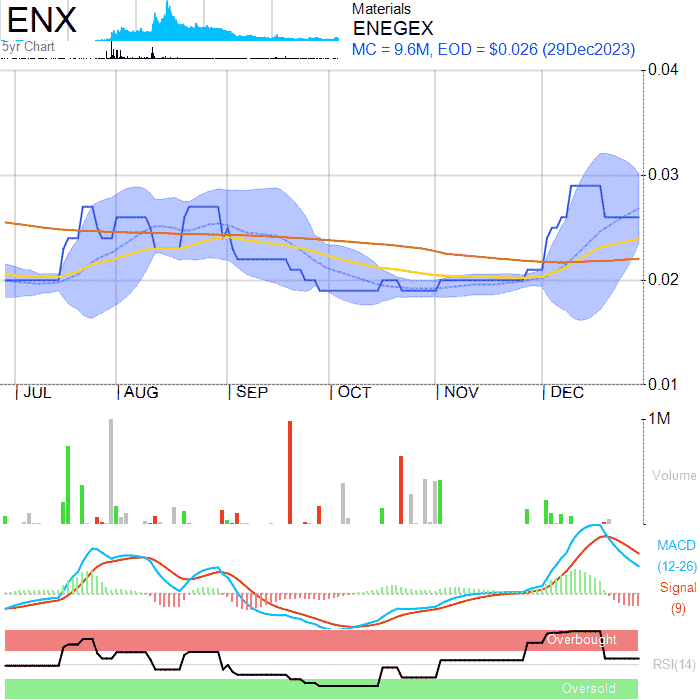 ENX
5yr Chart
Materials
ENEGEX
MC = 9.6M, EOD = $0.026 (29Dec2023)
0.04
0.03
0.02
0.01
JUL AUG SEP OCT NOV DEC
1M
Volume
MACD
(12-26)
Signal
(9)
Overbought
RSI(14)
Oversold